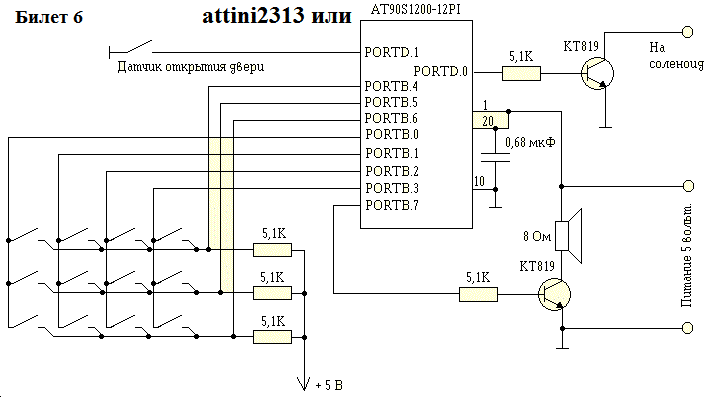 Билет 6
attini2313 или
AT90S1200-12PI
Датчик открытия двери
PORTD.1
PORTD.0
PORTB.4
PORTB.5
PORTB.6
PORTB.0
PORTB.1
PORTB.2
PORTB.3
PORTB.7
1
20
10
5,1K
КТ819
На
соленоид
0,68 мкФ
8 Ом
КТ819
5,1K
Питание 5 вольт.
5,1K
5,1K
5,1K
+ 5 В